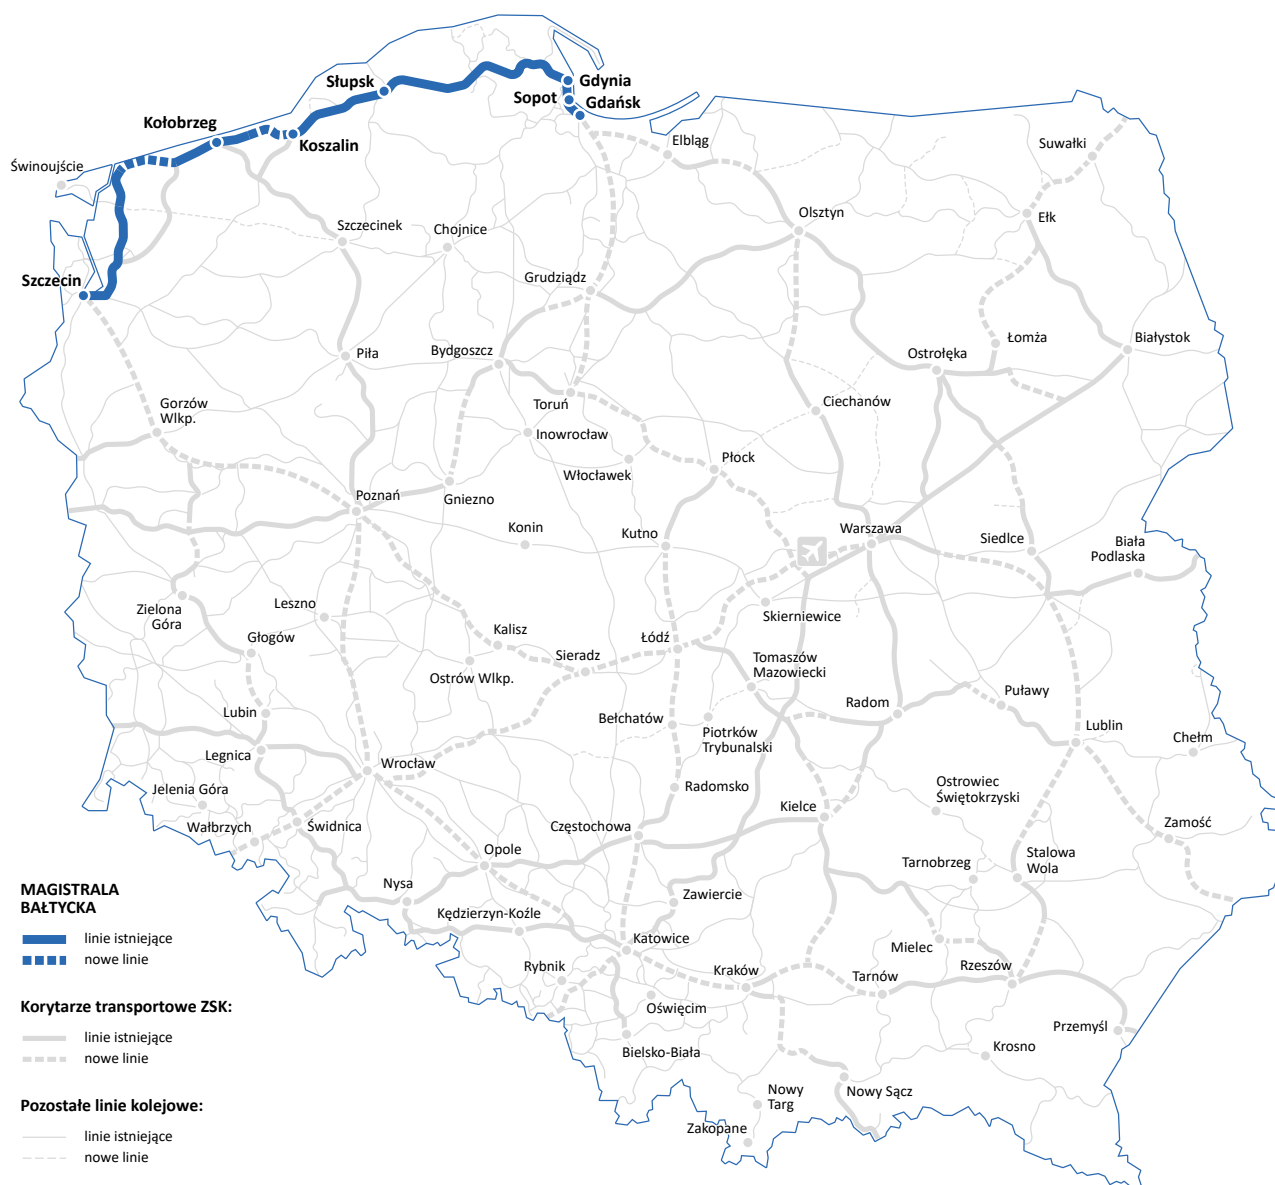 Słupsk
Gdynia
Sopot
Gdańsk
Kołobrzeg
Koszalin
Elbląg
Suwałki
Świnoujście
Olsztyn
Ełk
Szczecinek
Chojnice
Szczecin
Grudziądz
Piła
Bydgoszcz
Łomża
Białystok
Ostrołęka
Gorzów
Wlkp.
Toruń
Ciechanów
Inowrocław
Włocławek
Płock
Poznań
Gniezno
Konin
Kutno
Warszawa
Siedlce
Biała
Podlaska
Zielona
Góra
Leszno
Skierniewice
Głogów
Kalisz
Łódź
Sieradz
Ostrów Wlkp.
Tomaszów
Mazowiecki
Lubin
Bełchatów
Radom
Puławy
Piotrków
Trybunalski
Lublin
Chełm
Legnica
Wrocław
Jelenia Góra
Radomsko
Kielce
Ostrowiec
Świętokrzyski
Wałbrzych
Świdnica
Częstochowa
Zamość
Opole
Tarnobrzeg
Stalowa
Wola
Nysa
Zawiercie
Kędzierzyn-Koźle
Katowice
Mielec
Rybnik
Kraków
Tarnów
Rzeszów
Oświęcim
Przemyśl
Bielsko-Biała
Krosno
Nowy
Targ
Nowy Sącz
Zakopane
MAGISTRALA
BAŁTYCKA
linie istniejące
nowe linie
Korytarze transportowe ZSK:
linie istniejące
nowe linie
Pozostałe linie kolejowe:
linie istniejące
nowe linie